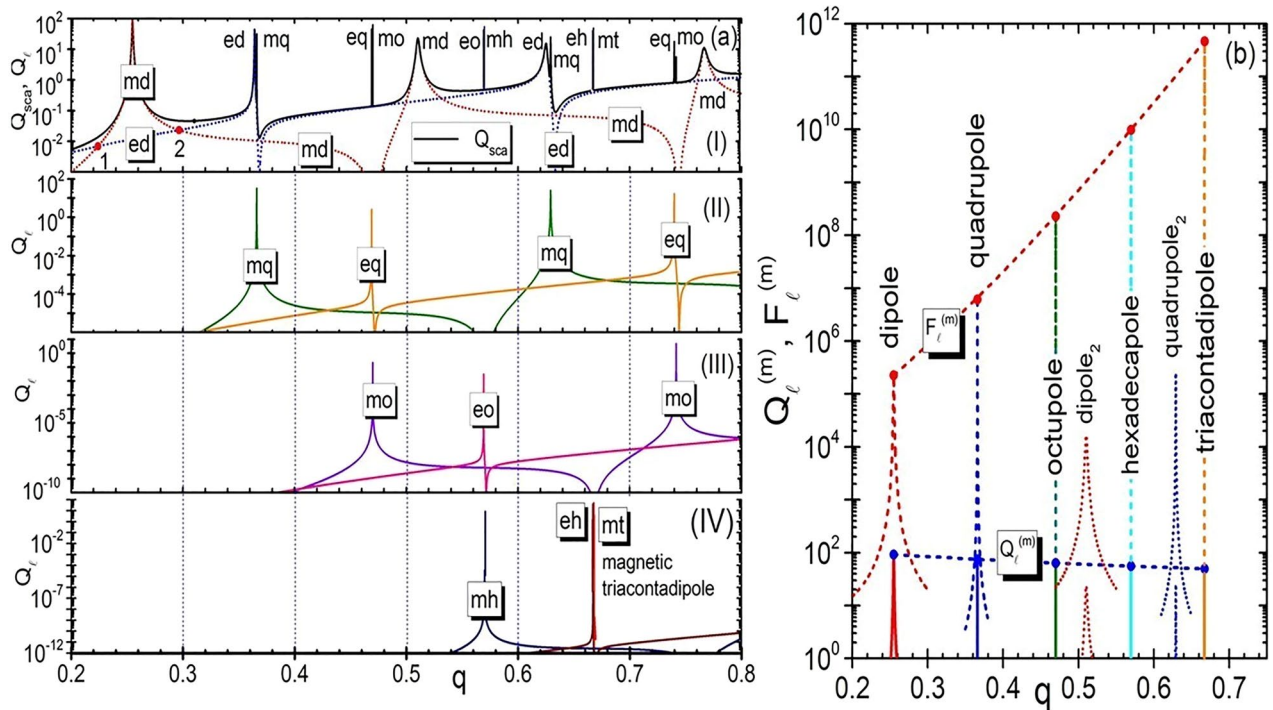 Q_sca, Q_ℓ
10^2
10^1
10^0
10^-1
10^-2
md
ed
1
2
ed mq
md
eq mo
md
eo mh
ed
mq
eh mt
eq mo
(a)
Q_sca
ed
md
md
(I)
Q_ℓ
10^2
10^0
10^-2
10^-4
mq
eq
mq
eq
(II)
Q_ℓ
10^0
10^-5
10^-10
mo
eo
mo
(III)
Q_ℓ
10^-2
10^-7
10^-12
mh
eh
mt
magnetic
triacontadipole
(IV)
0.2 0.3 0.4 0.5 0.6 0.7 0.8
q
Q_ℓ^(m), F_ℓ^(m)
10^12
10^10
10^8
10^6
10^4
10^2
10^0
(b)
dipole
quadrupole
octupole
dipole_2
hexadecapole
quadrupole_2
triacontadipole
F_ℓ^(m)
Q_ℓ^(m)
0.2 0.3 0.4 0.5 0.6 0.7
q